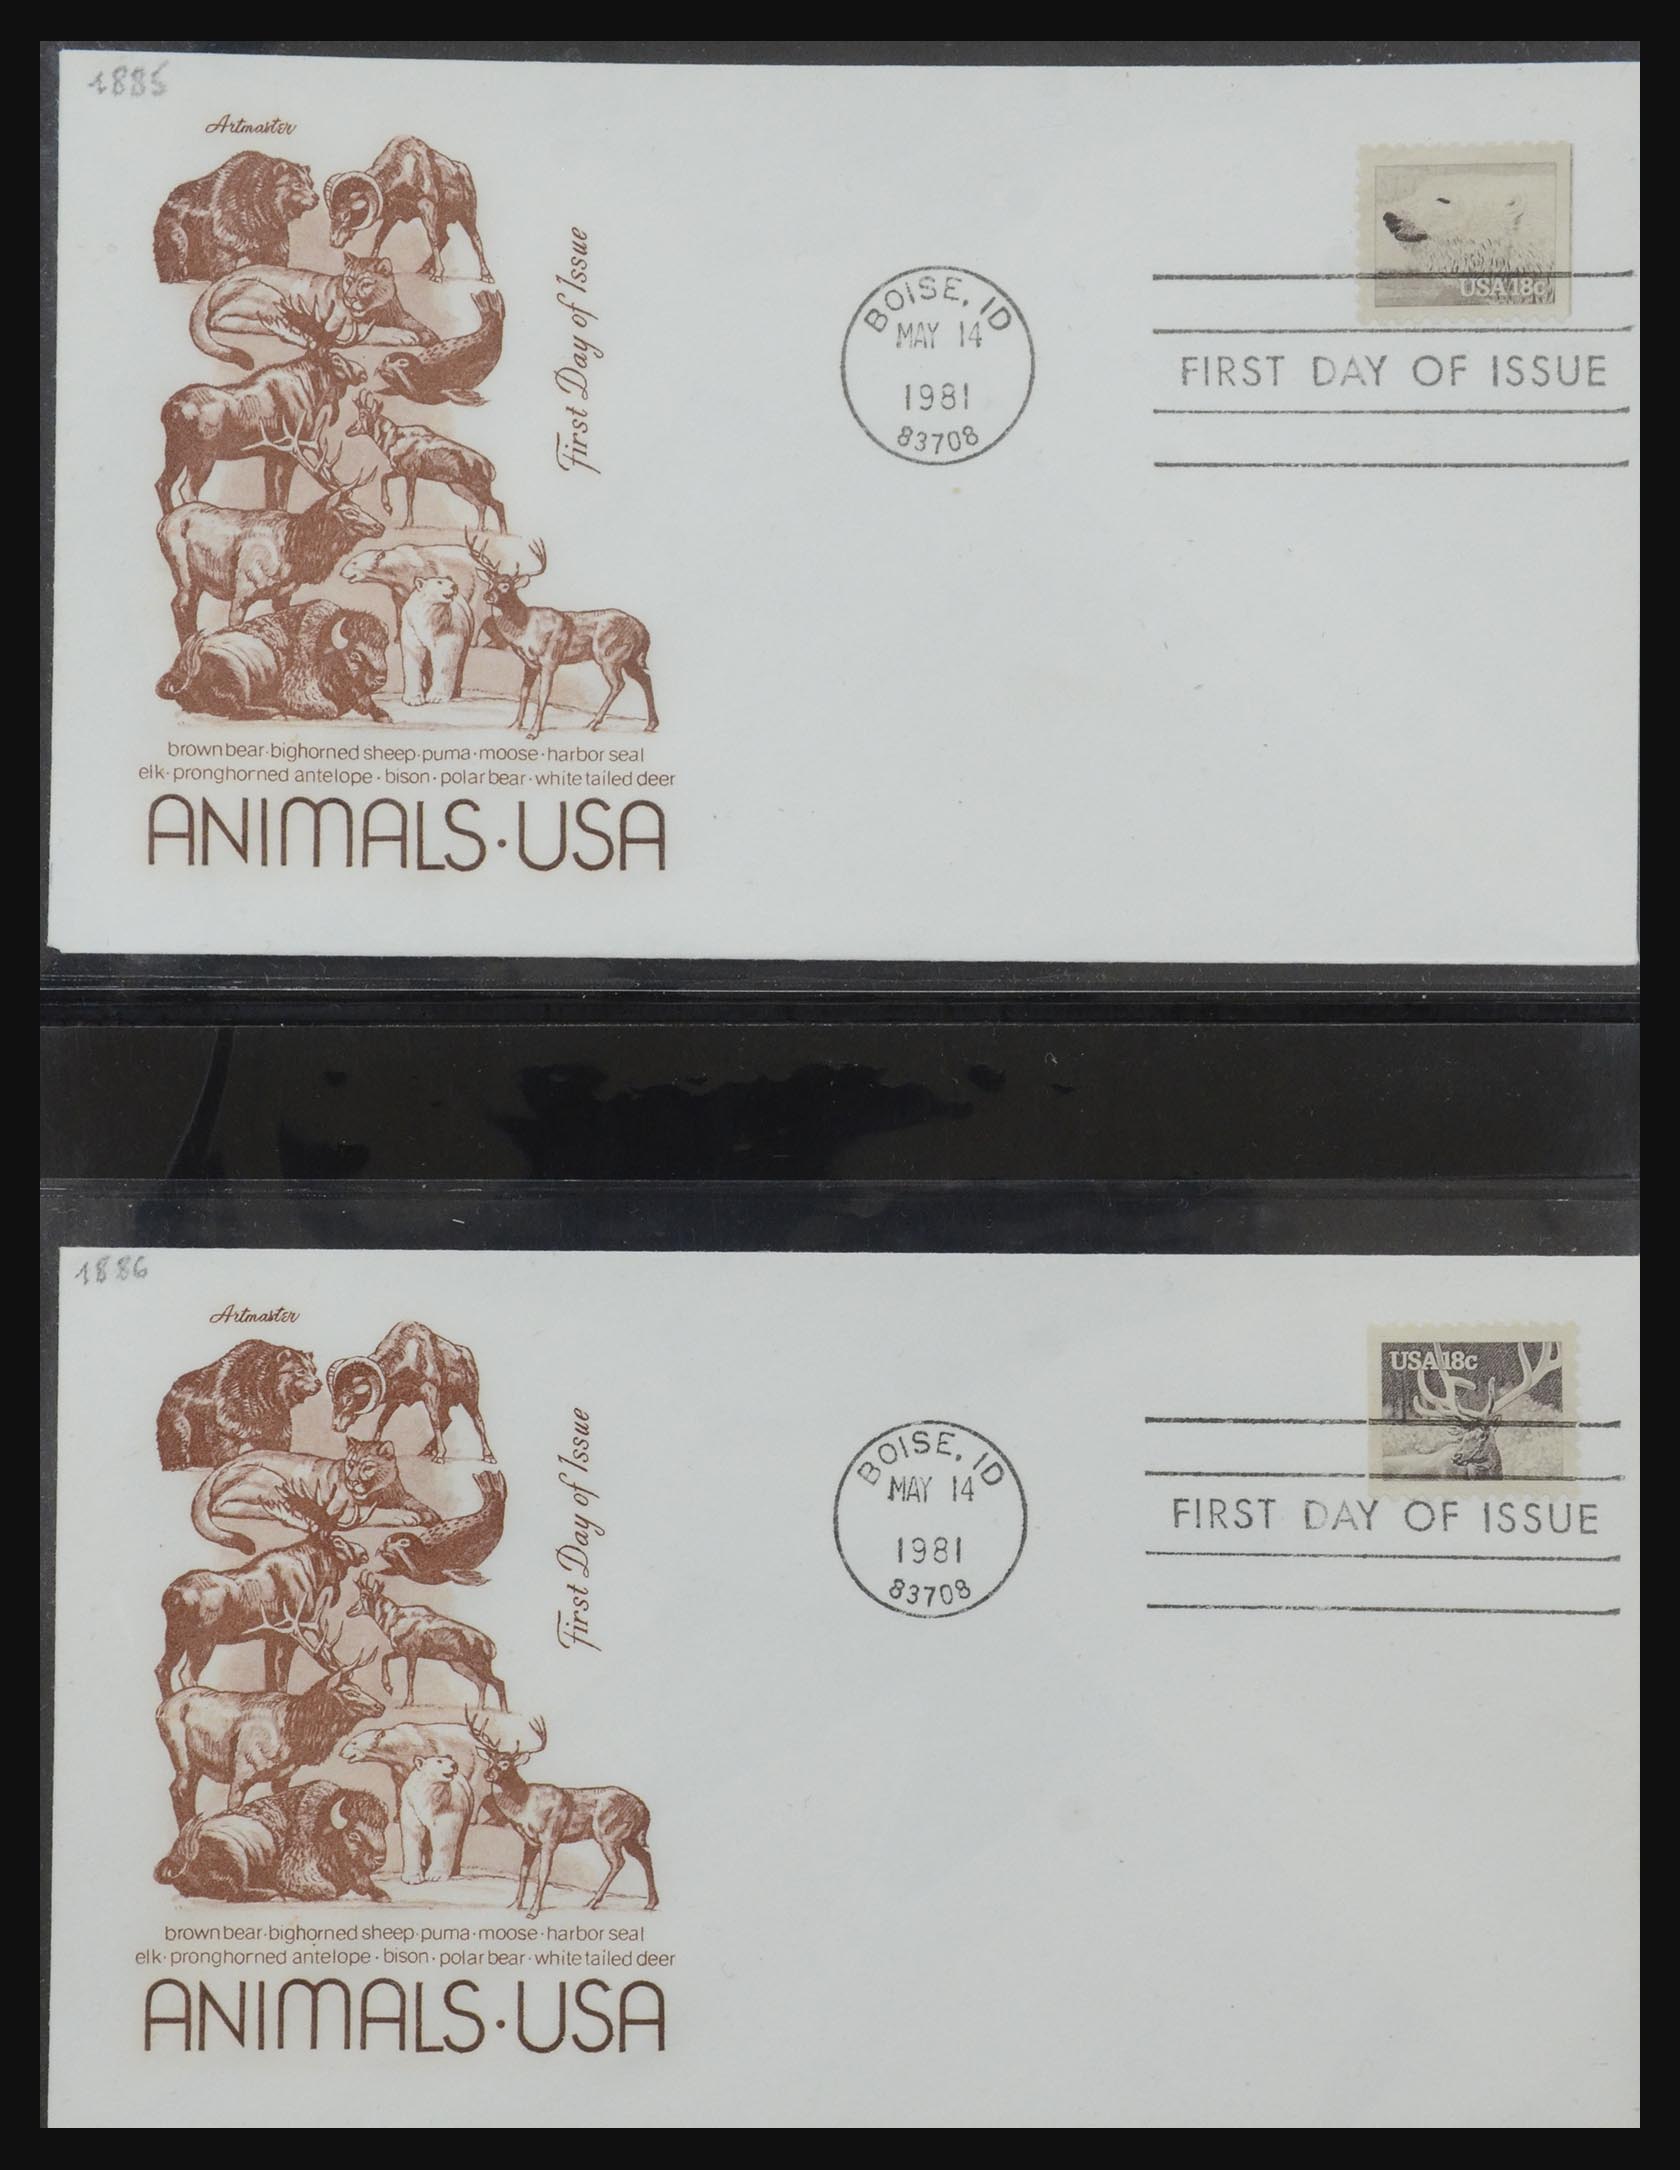 1885
Artmaster
First Day of Issue
USA 18c
BOISE, ID
MAY 14
1981
83708
FIRST DAY OF ISSUE
brown bear·bighorned sheep·puma·moose·harbor seal
elk·pronghorned antelope·bison·polar bear·white tailed deer
ANIMALS·USA
1886
Artmaster
First Day of Issue
USA 18c
BOISE, ID
MAY 14
1981
83708
FIRST DAY OF ISSUE
brown bear·bighorned sheep·puma·moose·harbor seal
elk·pronghorned antelope·bison·polar bear·white tailed deer
ANIMALS·USA